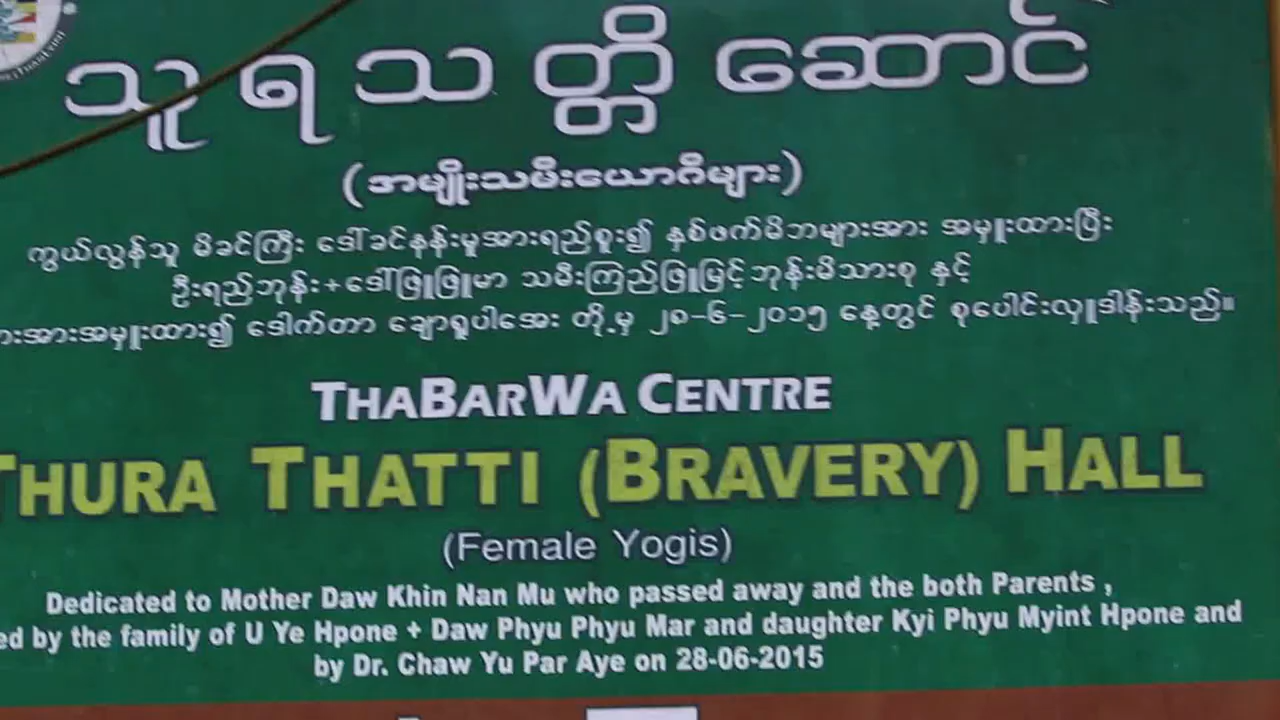 သူရသတ္တိဆောင်
(အမျိုးသမီးယောဂီများ)
ကွယ်လွန်သူ မိခင်ကြီး ဒေါ်ခင်နန်းမူအားရည်စူး၍ နှစ်ဖက်မိဘများအား အမှူးထားပြီး
ဦးရည်ဘုန်း+ဒေါ်ဖြူဖြူမာ သမီးကြည်ဖြူမြင့်ဘုန်းမိသားစု နှင့်
အားအမှူးထား၍ ဒေါက်တာ ချောရူပါအေး တို့မှ ၂၈-၆-၂၀၁၅ နေ့တွင် စုပေါင်းလှူဒါန်းသည်။
THABARWA CENTRE
THURA THATTI (BRAVERY) HALL
(Female Yogis)
Dedicated to Mother Daw Khin Nan Mu who passed away and the both Parents ,
by the family of U Ye Hpone + Daw Phyu Phyu Mar and daughter Kyi Phyu Myint Hpone and
by Dr. Chaw Yu Par Aye on 28-06-2015